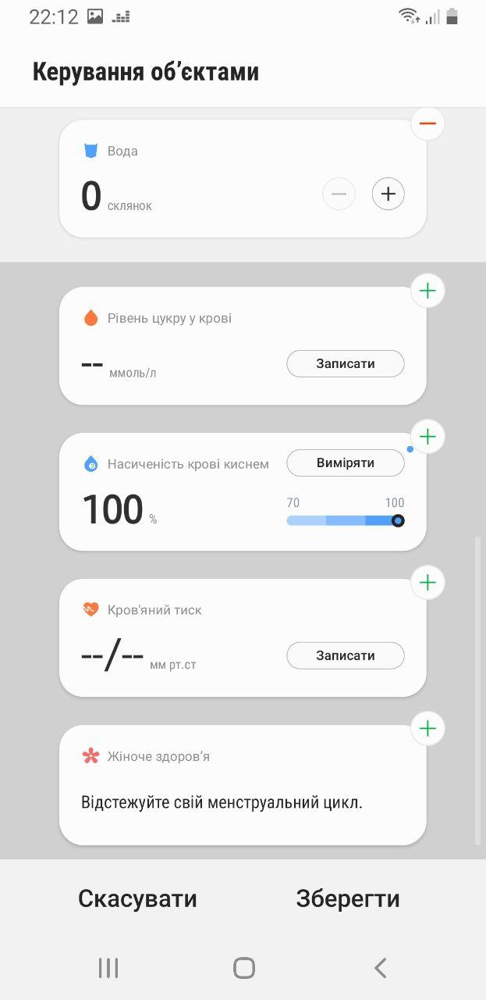 22:12
Керування об’єктами
Вода
0 склянок
Рівень цукру у крові
-- ммоль/л
Записати
Насиченість крові киснем
Виміряти
100 %
70 100
Кров'яний тиск
--/-- мм рт.ст
Записати
Жіноче здоров’я
Відстежуйте свій менструальний цикл.
Скасувати Зберегти